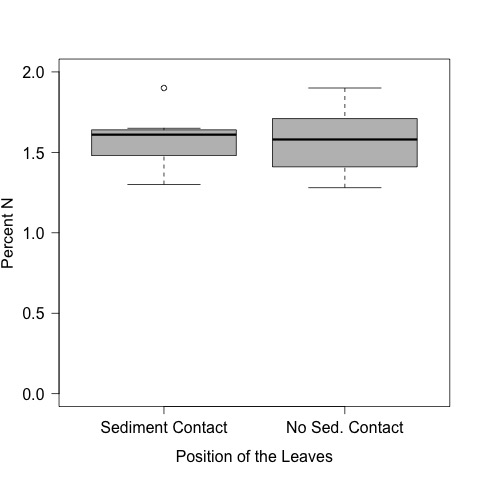 Percent N
2.0
1.5
1.0
0.5
0.0
Sediment Contact
No Sed. Contact
Position of the Leaves